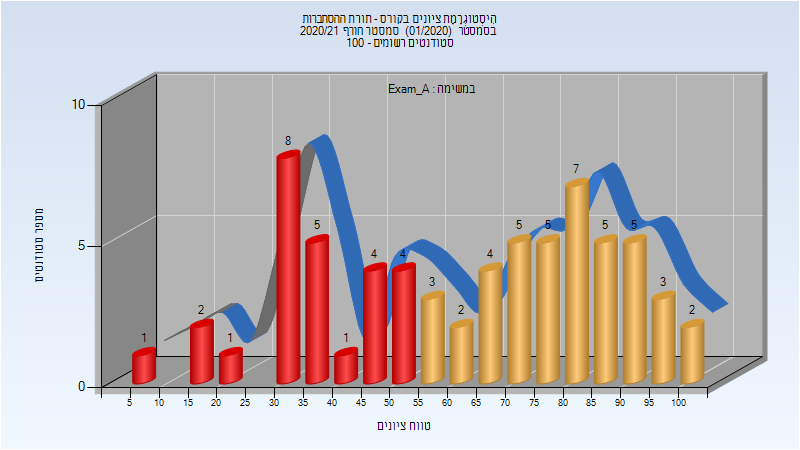 היסטוגרמת ציונים בקורס - תורת ההסתברות
בסמסטר (01/2020) סמסטר חורף 2020/21
סטודנטים רשומים - 100
במשימה : Exam_A
מספר סטודנטים
10
5
0
1 2 1 8 5 1 4 4 3 2 4 5 5 7 5 5 3 2
5 10 15 20 25 30 35 40 45 50 55 60 65 70 75 80 85 90 95 100
טווח ציונים